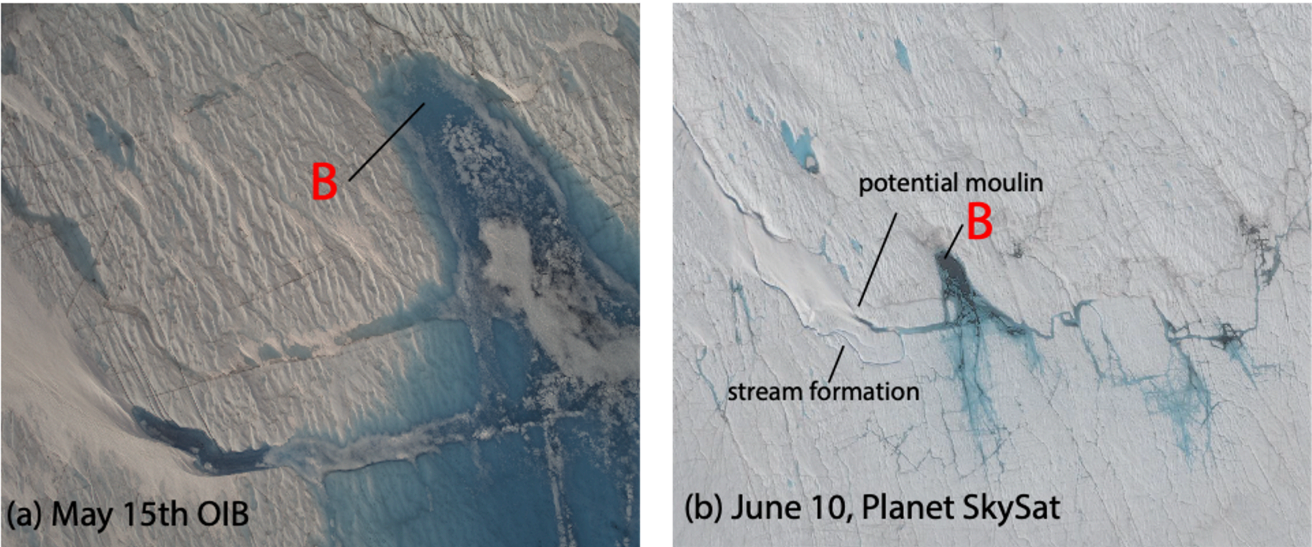 B
(a) May 15th OIB
potential moulin
B
stream formation
(b) June 10, Planet SkySat